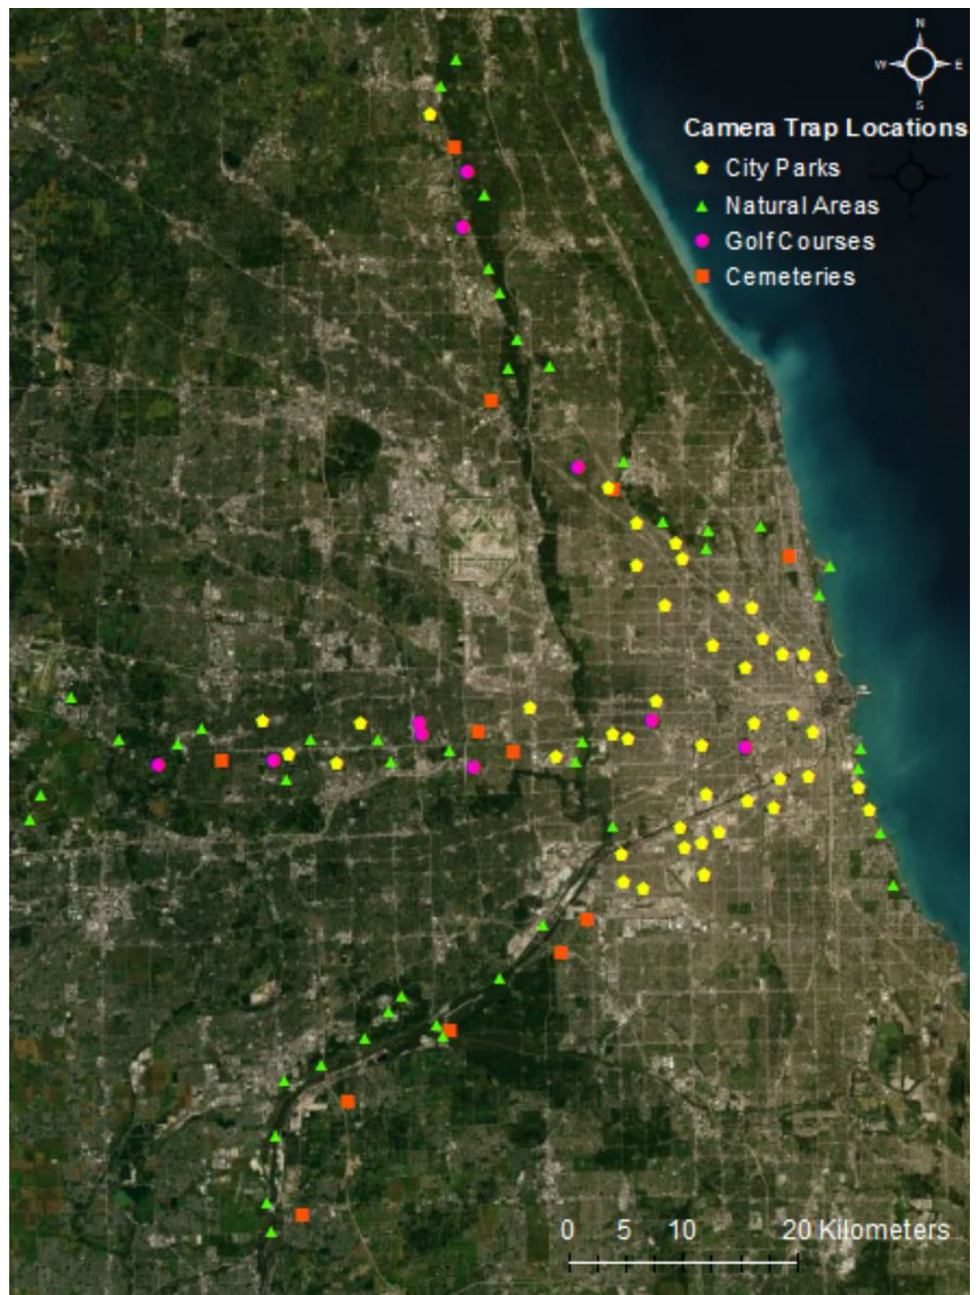 N
W E
S
Camera Trap Locations
City Parks
Natural Areas
Golf Courses
Cemeteries
0 5 10 20 Kilometers